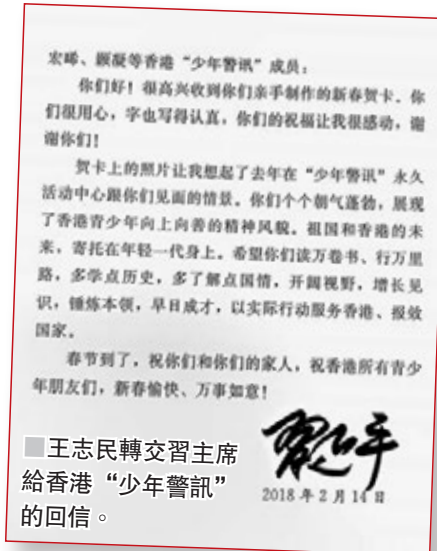 宏晞、颢凝等香港“少年警讯”成员：
你们好！很高兴收到你们亲手制作的新春贺卡。你
们很用心，字也写得认真，你们的祝福让我很感动，谢
谢你们！
贺卡上的照片让我想起了去年在“少年警讯”永久
活动中心跟你们见面的情景。你们个个朝气蓬勃，展现
了香港青少年向上向善的精神风貌。祖国和香港的未
来，寄托在年轻一代身上。希望你们读万卷书、行万里
路，多学点历史，多了解点国情，开阔视野，增长见
识，锤炼本领，早日成才，以实际行动服务香港、报效
国家。
春节到了，祝你们和你们的家人，祝香港所有青少
年朋友们，新春愉快、万事如意！
习近平
2018年2月14日
■王志民轉交習主席
給香港“少年警訊”
的回信。